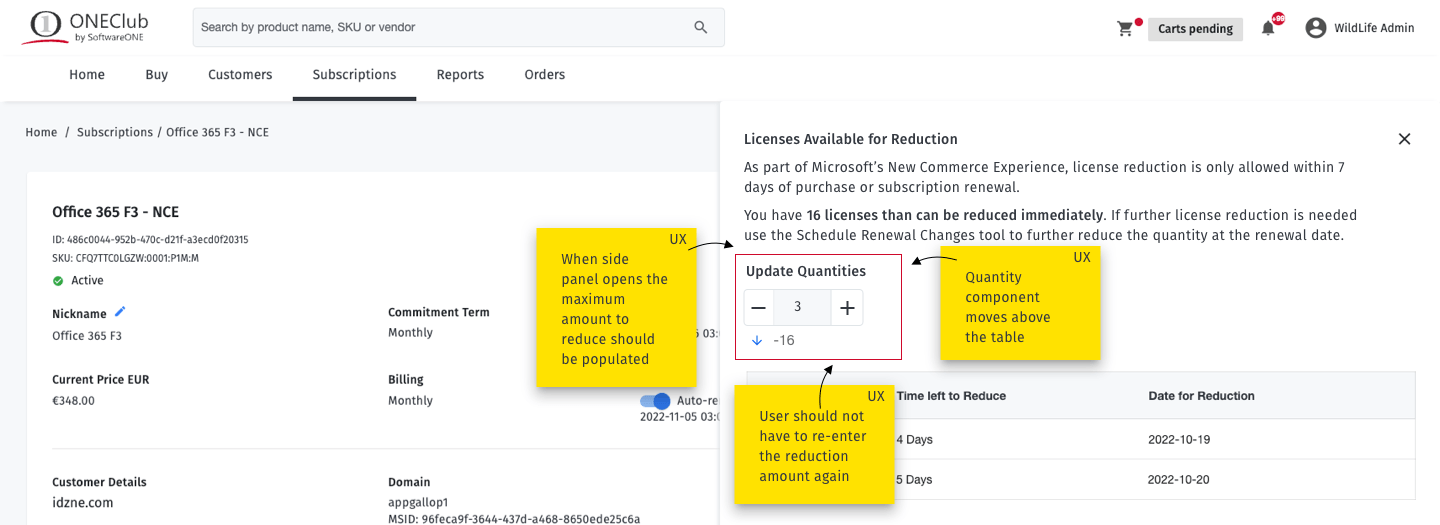 ONEClub
by SoftwareONE
Search by product name, SKU or vendor
Carts pending
+99
WildLife Admin
Home Buy Customers Subscriptions Reports Orders
Home / Subscriptions / Office 365 F3 - NCE
Office 365 F3 - NCE
ID: 486c0044-952b-470c-d21f-a3ecd0f20315
SKU: CFQ7TTC0LGZW:0001:P1M:M
Active
Nickname
Office 365 F3
Commitment Term
Monthly
03:
Current Price EUR
€348.00
Billing
Monthly
Auto-re
2022-11-05 03:0
Customer Details
idzne.com
Domain
appgallop1
MSID: 96feca9f-3644-437d-a468-8650ede25c6a
Licenses Available for Reduction
As part of Microsoft’s New Commerce Experience, license reduction is only allowed within 7
days of purchase or subscription renewal.
You have 16 licenses than can be reduced immediately. If further license reduction is needed
use the Schedule Renewal Changes tool to further reduce the quantity at the renewal date.
UX
When side
panel opens the
maximum
amount to
reduce should
be populated
Update Quantities
3
-16
UX
Quantity
component
moves above
the table
UX
User should not
have to re-enter
the reduction
amount again
Time left to Reduce Date for Reduction
4 Days 2022-10-19
5 Days 2022-10-20